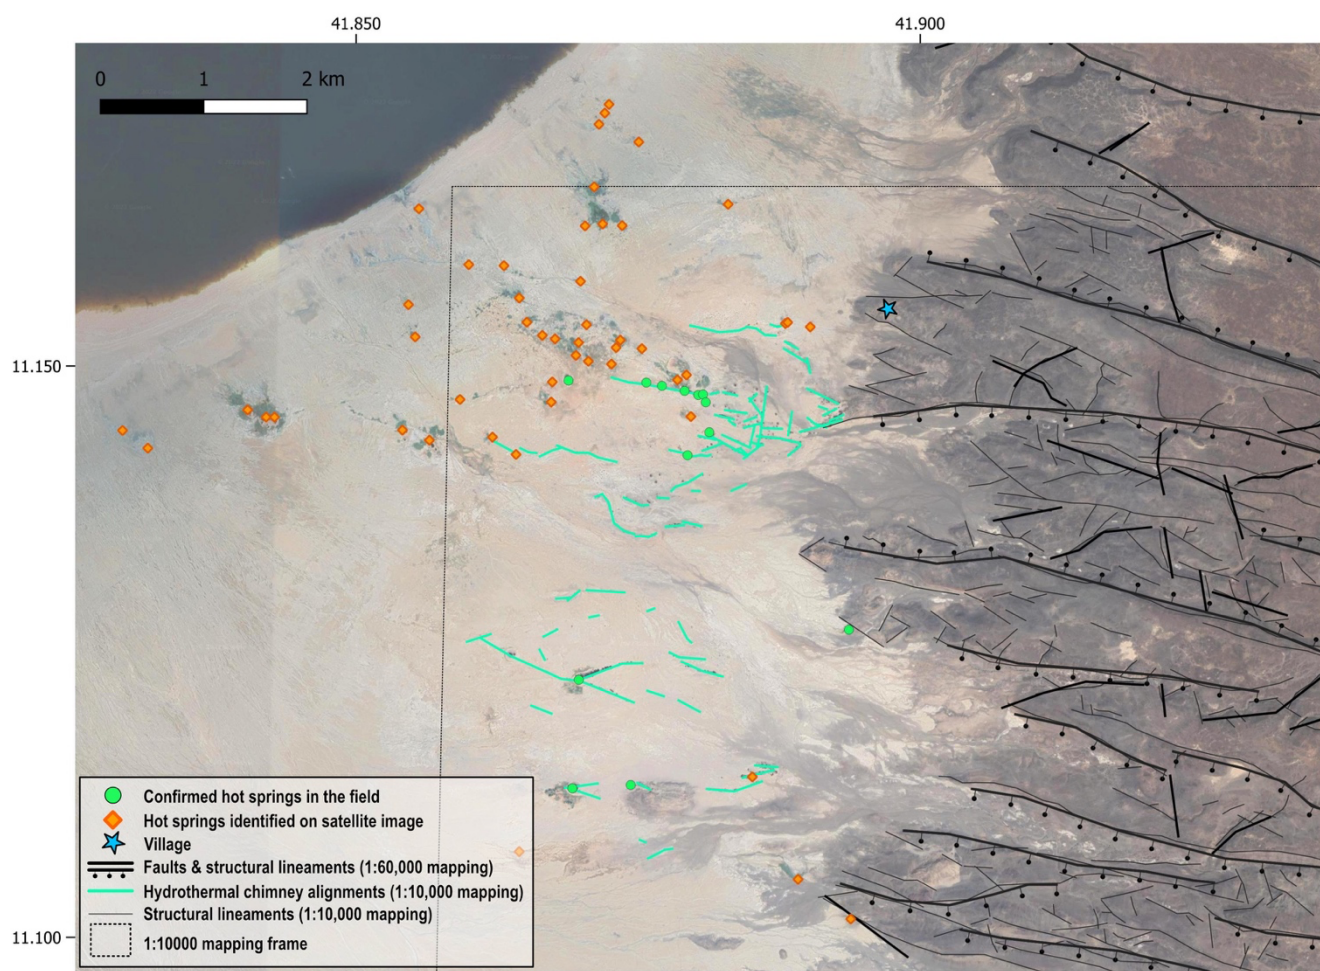 41.850
41.900
0 1 2 km
11.150
11.100
Confirmed hot springs in the field
Hot springs identified on satellite image
Village
Faults & structural lineaments (1:60,000 mapping)
Hydrothermal chimney alignments (1:10,000 mapping)
Structural lineaments (1:10,000 mapping)
1:10000 mapping frame